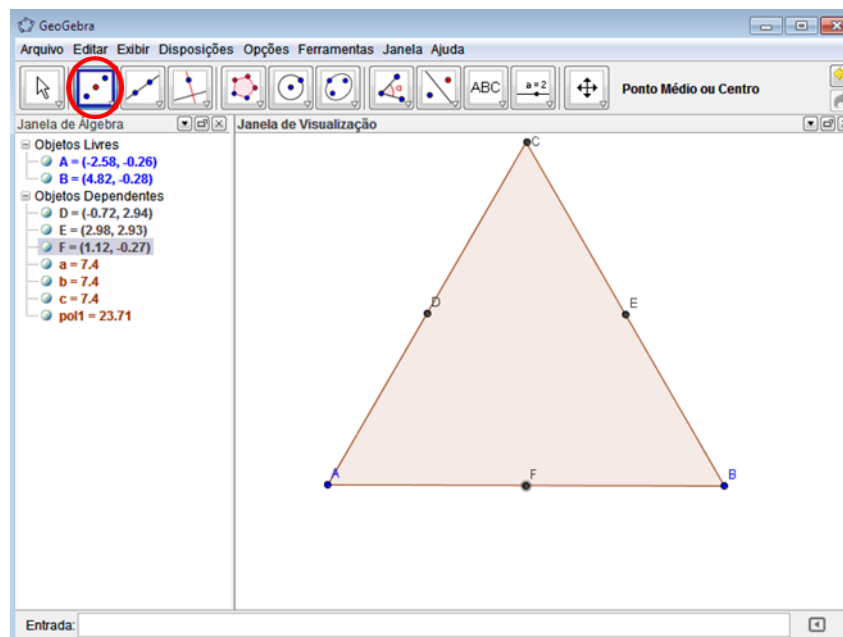 GeoGebra
Arquivo Editar Exibir Disposições Opções Ferramentas Janela Ajuda
α
ABC
a=2
Ponto Médio ou Centro
Janela de Álgebra
Objetos Livres
A = (-2.58, -0.26)
B = (4.82, -0.28)
Objetos Dependentes
D = (-0.72, 2.94)
E = (2.98, 2.93)
F = (1.12, -0.27)
a = 7.4
b = 7.4
c = 7.4
pol1 = 23.71
Janela de Visualização
C
D
E
A
F
B
Entrada: